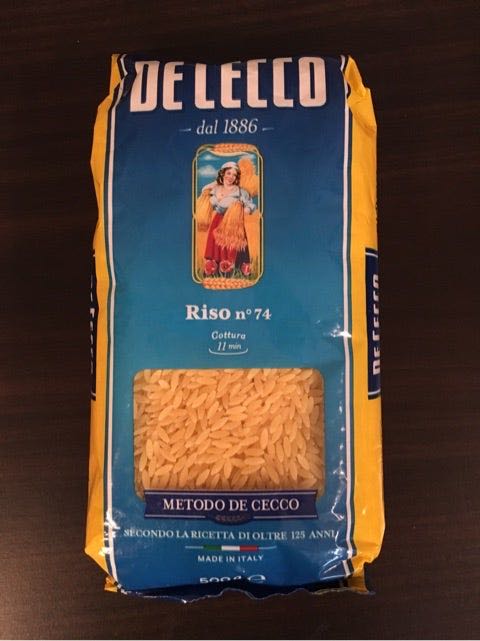 DE CECCO
dal 1886
Riso n° 74
Cottura
11 min
METODO DE CECCO
SECONDO LA RICETTA DI OLTRE 125 ANNI
MADE IN ITALY
500g e
DE CECCO